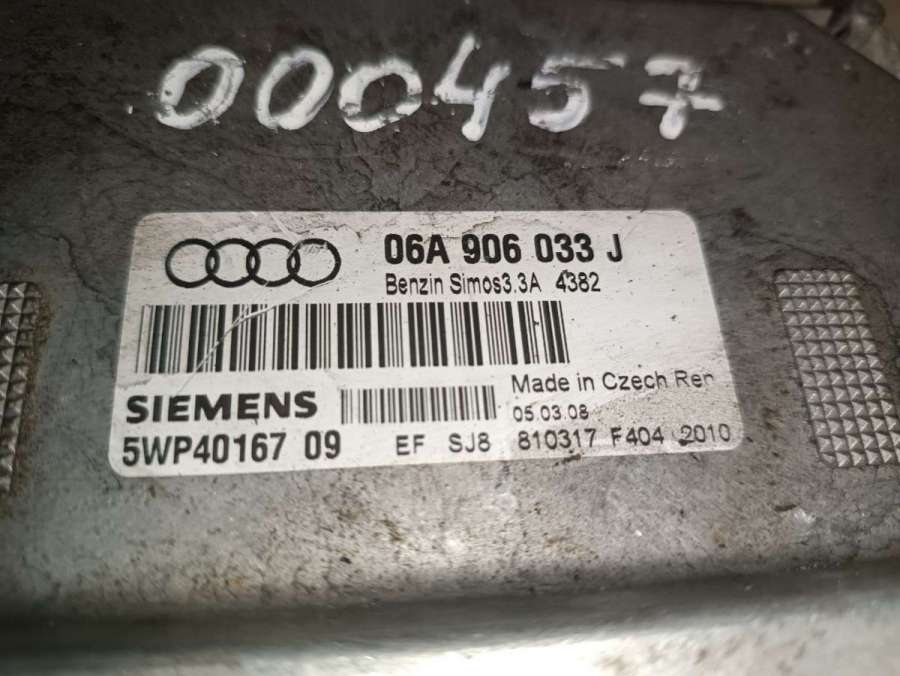 000457
06A 906 033 J
Benzin Simos3.3A 4382
SIEMENS
Made in Czech Rep
05.03.08
5WP40167 09
EF SJ8 810317 F404 2010